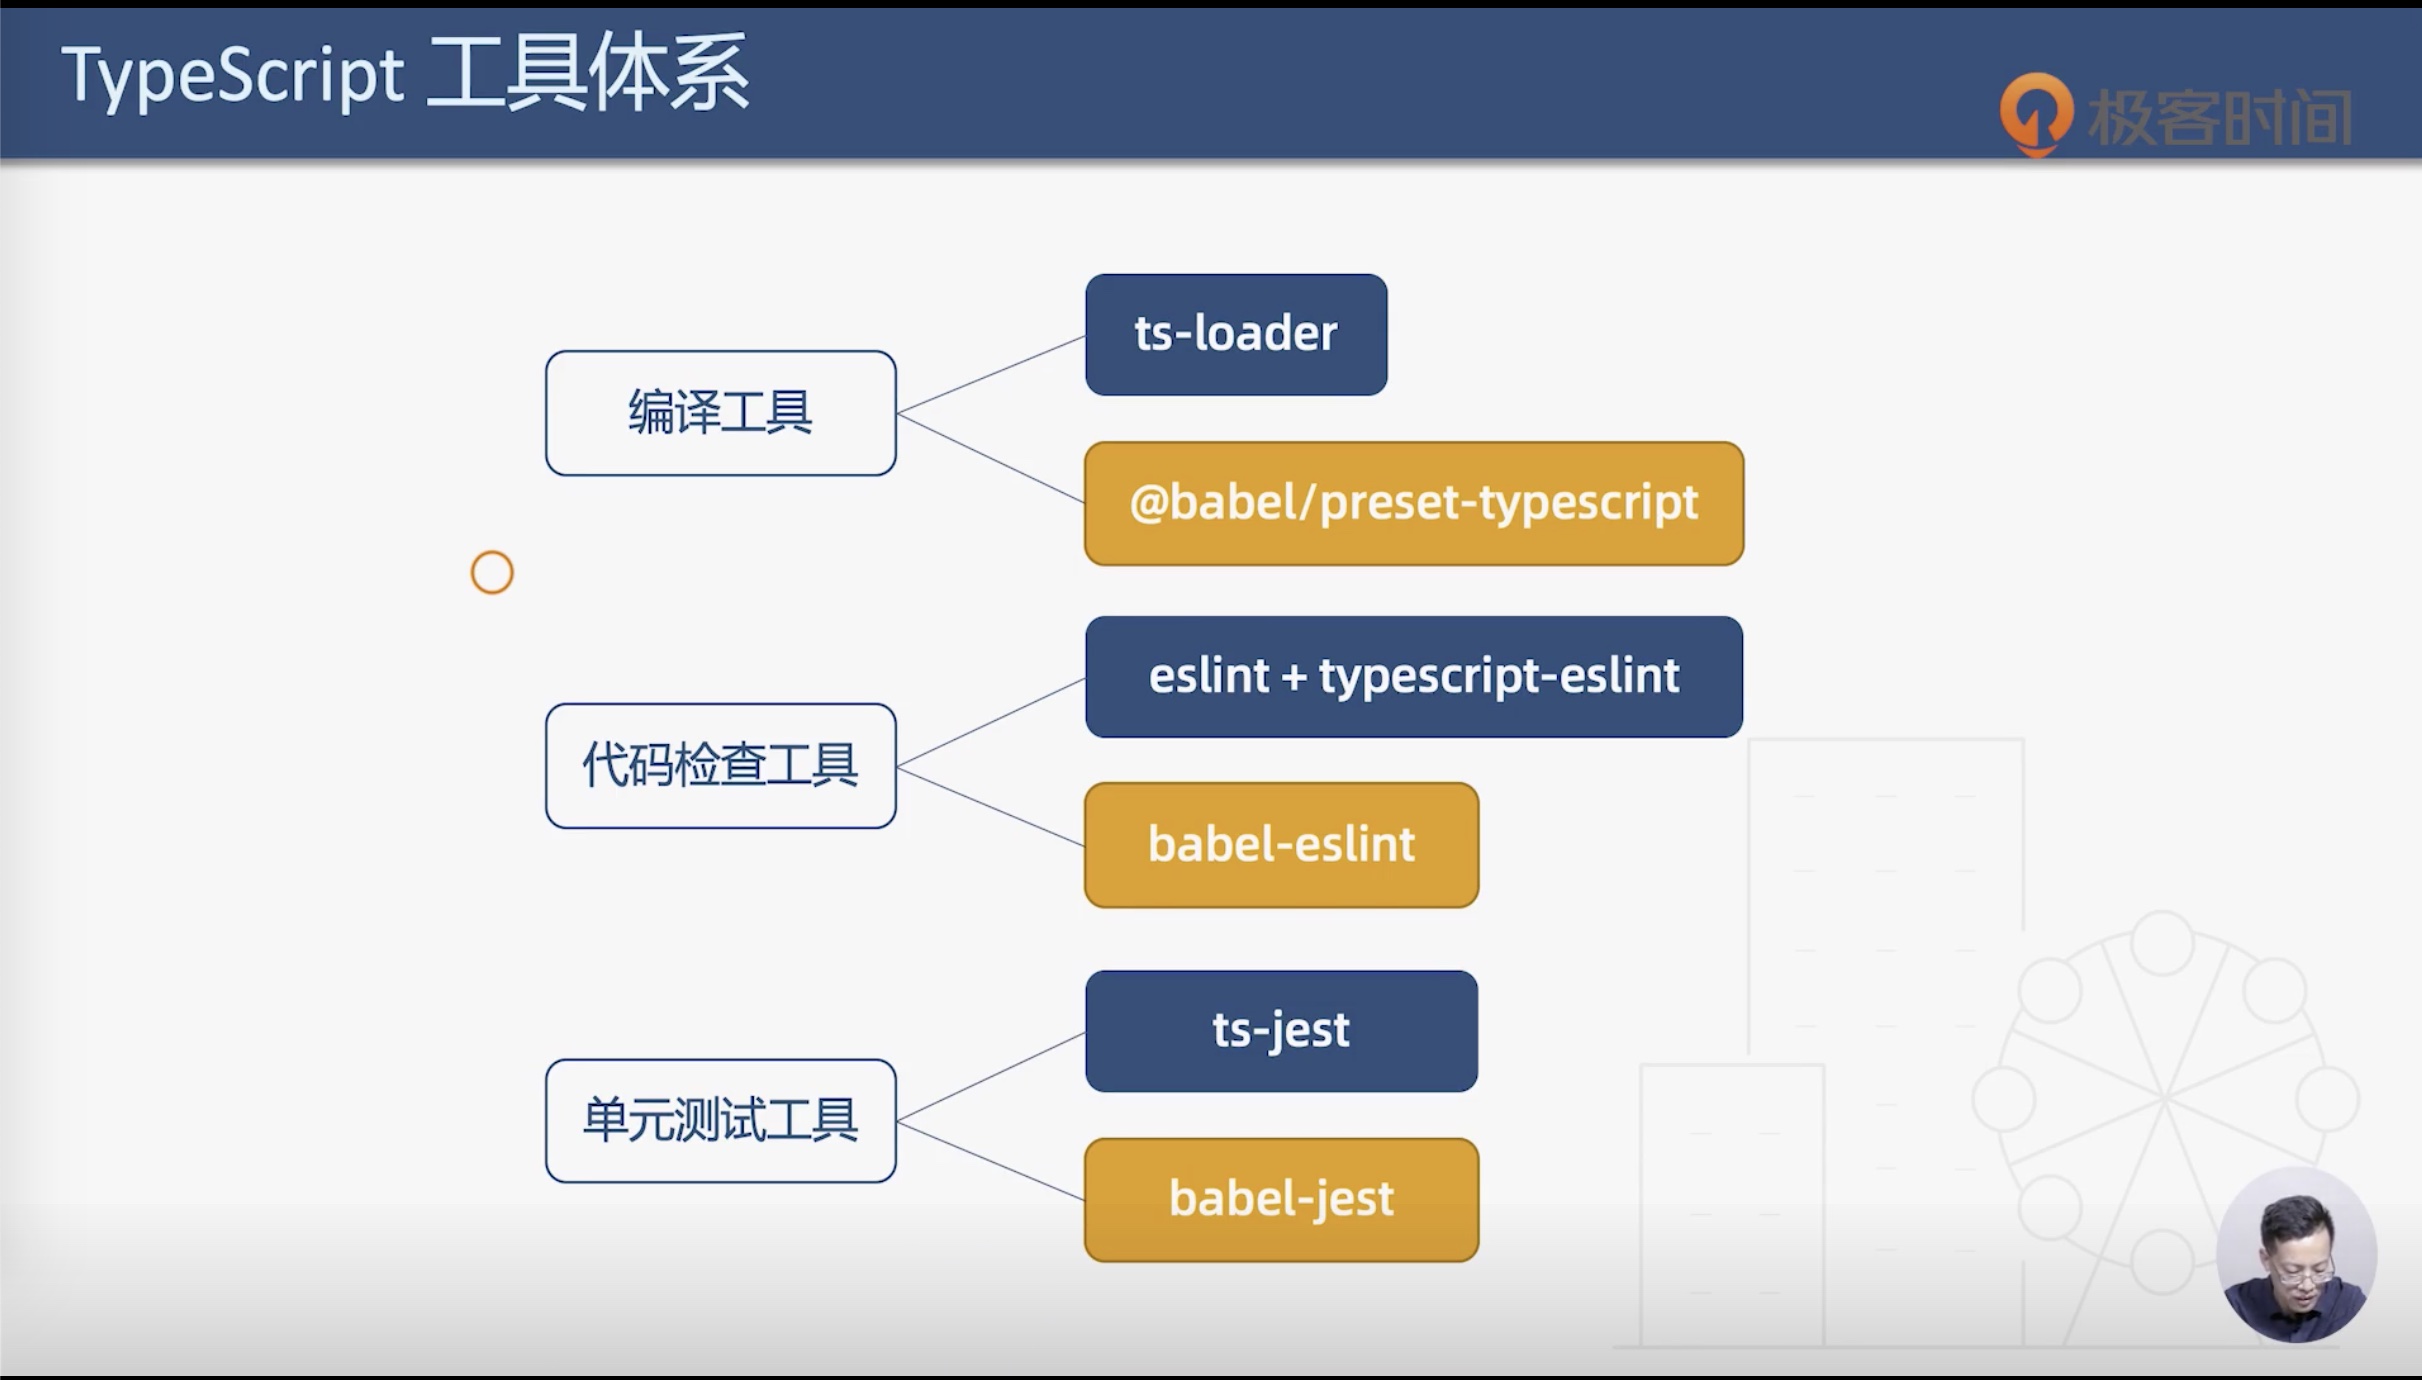 TypeScript 工具体系
极客时间
编译工具
ts-loader
@babel/preset-typescript
代码检查工具
eslint + typescript-eslint
babel-eslint
单元测试工具
ts-jest
babel-jest